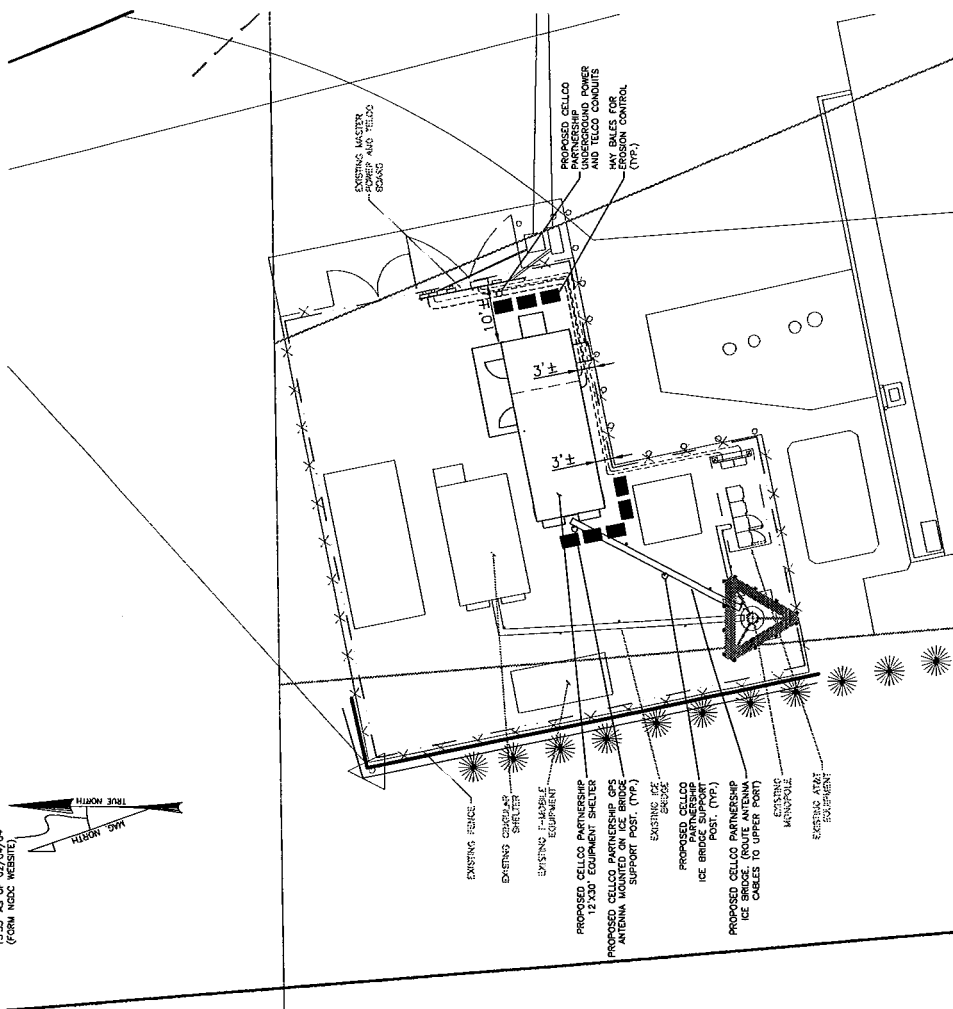 (FORM NGDC WEBSITE)
TRUE NORTH
MAG NORTH
EXISTING MASTER
POWER AND TELCO
BOARD
PROPOSED CELLCO
PARTNERSHIP
UNDERGROUND POWER
AND TELCO CONDUITS
HAY BALES FOR
EROSION CONTROL
(TYP.)
10'±
3'±
3'±
EXISTING FENCE
EXISTING CINGULAR
SHELTER
EXISTING T-MOBILE
EQUIPMENT
PROPOSED CELLCO PARTNERSHIP
12'X30' EQUIPMENT SHELTER
PROPOSED CELLCO PARTNERSHIP GPS
ANTENNA MOUNTED ON ICE BRIDGE
SUPPORT POST. (TYP.)
EXISTING ICE
BRIDGE
PROPOSED CELLCO
PARTNERSHIP
ICE BRIDGE SUPPORT
POST. (TYP.)
PROPOSED CELLCO PARTNERSHIP
ICE BRIDGE. (ROUTE ANTENNA
CABLES TO UPPER PORT)
EXISTING
MONOPOLE
EXISTING AT&T
EQUIPMENT